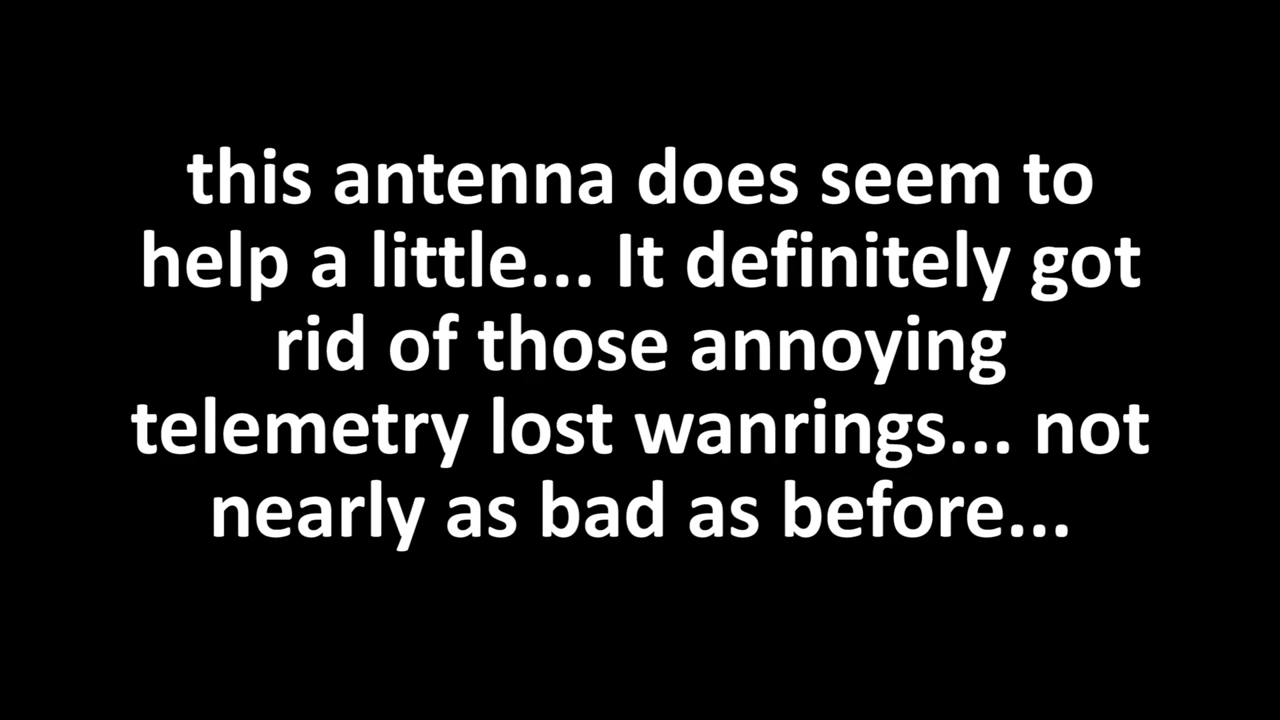 this antenna does seem to
help a little... It definitely got
rid of those annoying
telemetry lost wanrings... not
nearly as bad as before...